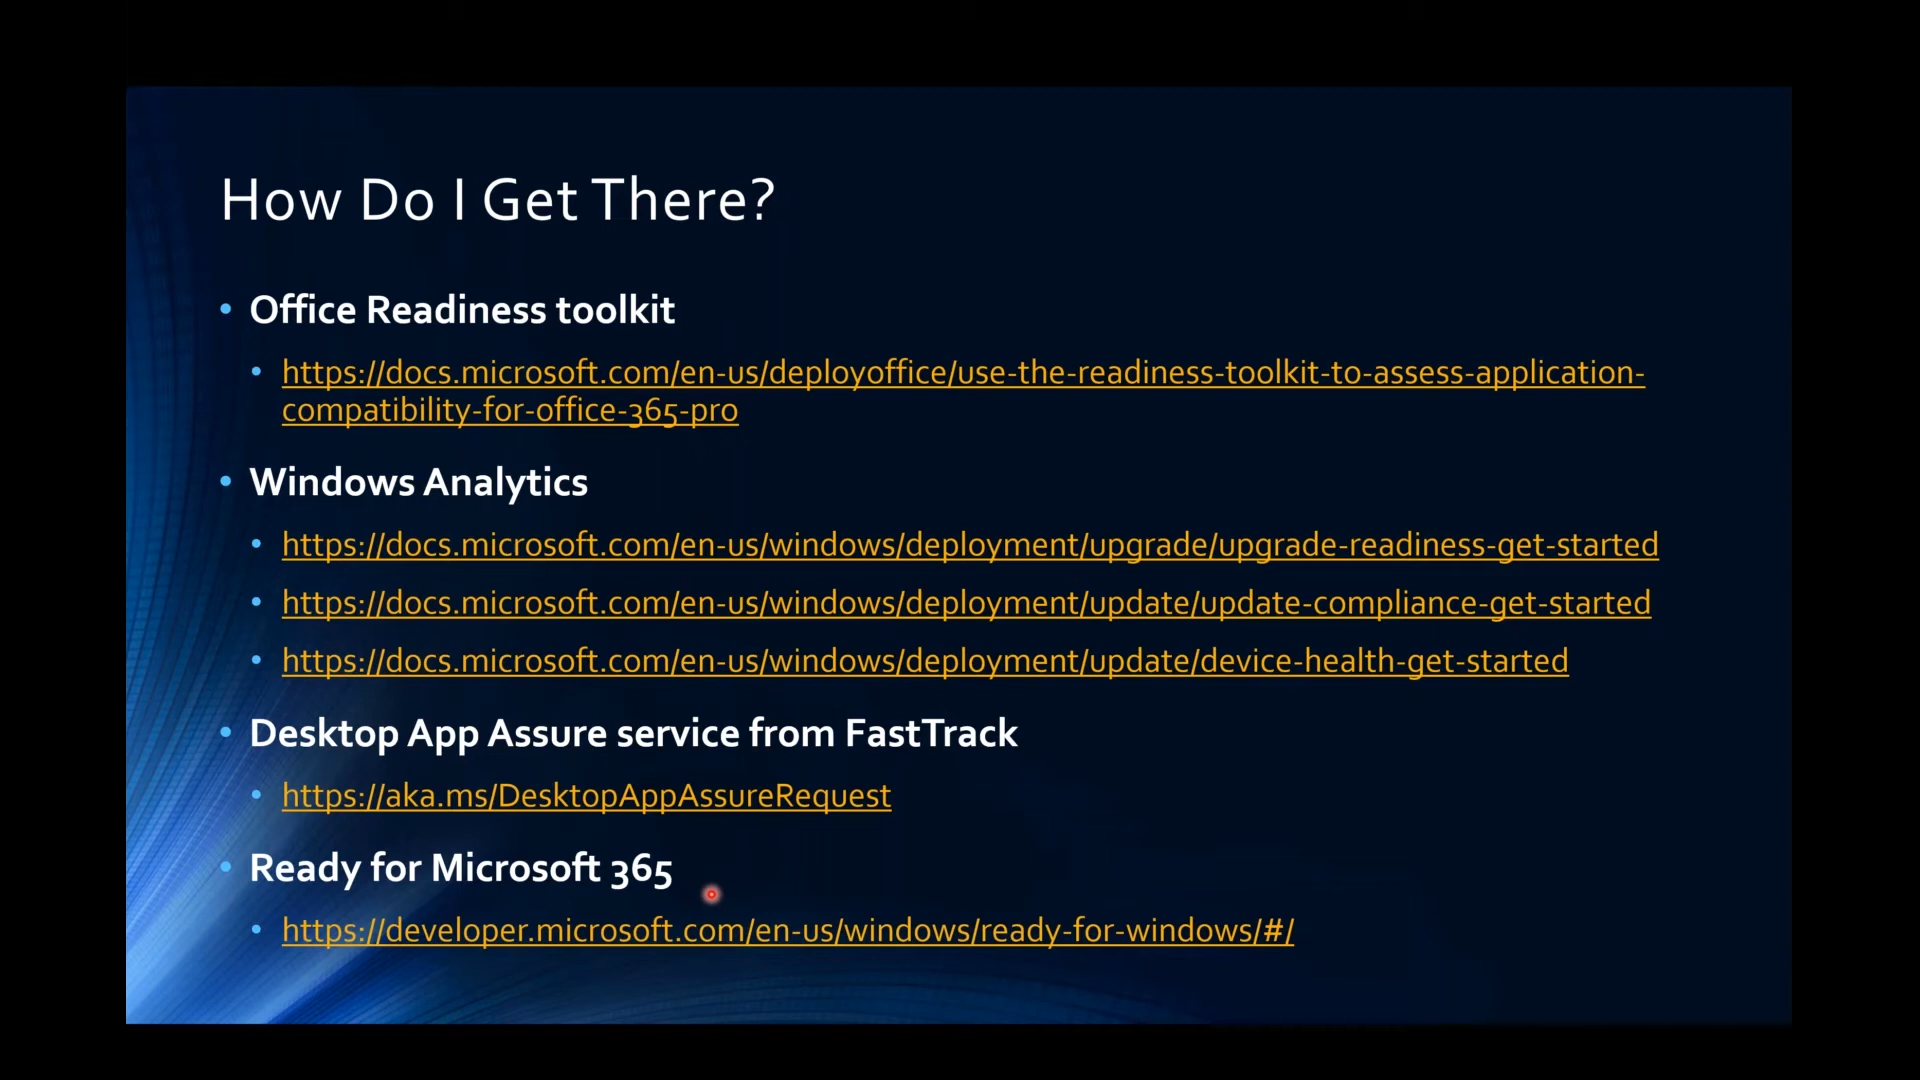 How Do I Get There?
• Office Readiness toolkit
• https://docs.microsoft.com/en-us/deployoffice/use-the-readiness-toolkit-to-assess-application-
compatibility-for-office-365-pro
• Windows Analytics
• https://docs.microsoft.com/en-us/windows/deployment/upgrade/upgrade-readiness-get-started
• https://docs.microsoft.com/en-us/windows/deployment/update/update-compliance-get-started
• https://docs.microsoft.com/en-us/windows/deployment/update/device-health-get-started
• Desktop App Assure service from FastTrack
• https://aka.ms/DesktopAppAssureRequest
• Ready for Microsoft 365
• https://developer.microsoft.com/en-us/windows/ready-for-windows/#/